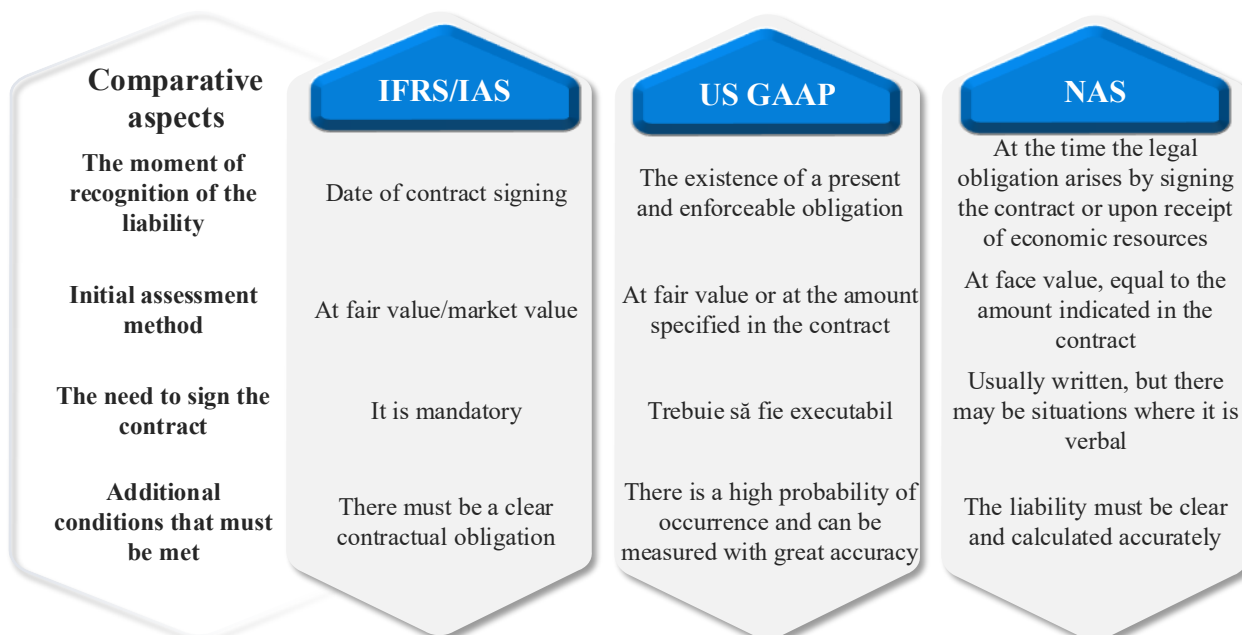 Comparative
aspects
IFRS/IAS
US GAAP
NAS
The moment of
recognition of the
liability
Date of contract signing
The existence of a present
and enforceable obligation
At the time the legal
obligation arises by signing
the contract or upon receipt
of economic resources
Initial assessment
method
At fair value/market value
At fair value or at the amount
specified in the contract
At face value, equal to the
amount indicated in the
contract
The need to sign the
contract
It is mandatory
Trebuie să fie executabil
Usually written, but there
may be situations where it is
verbal
Additional
conditions that must
be met
There must be a clear
contractual obligation
There is a high probability of
occurrence and can be
measured with great accuracy
The liability must be clear
and calculated accurately